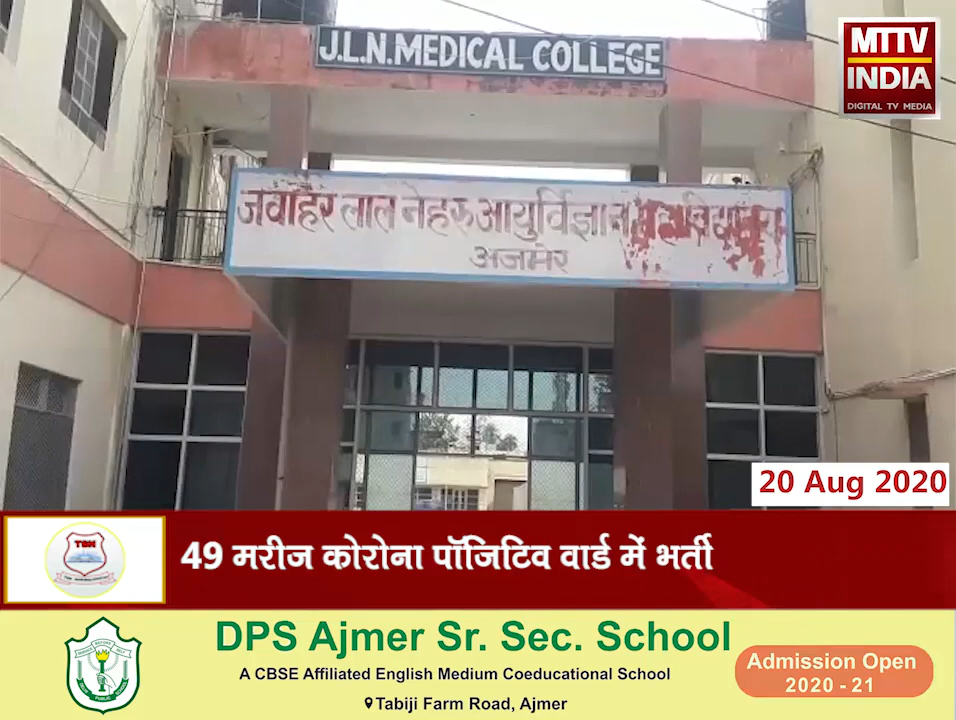 J.L.N.MEDICAL COLLEGE
MTTV
INDIA
DIGITAL TV MEDIA
जवाहर लाल नेहरु आयुर्विज्ञान
अजमेर
20 Aug 2020
TSN
49 मरीज कोरोना पॉजिटिव वार्ड में भर्ती
DPS Ajmer Sr. Sec. School
A CBSE Affiliated English Medium Coeducational School
Tabiji Farm Road, Ajmer
Admission Open
2020 - 21